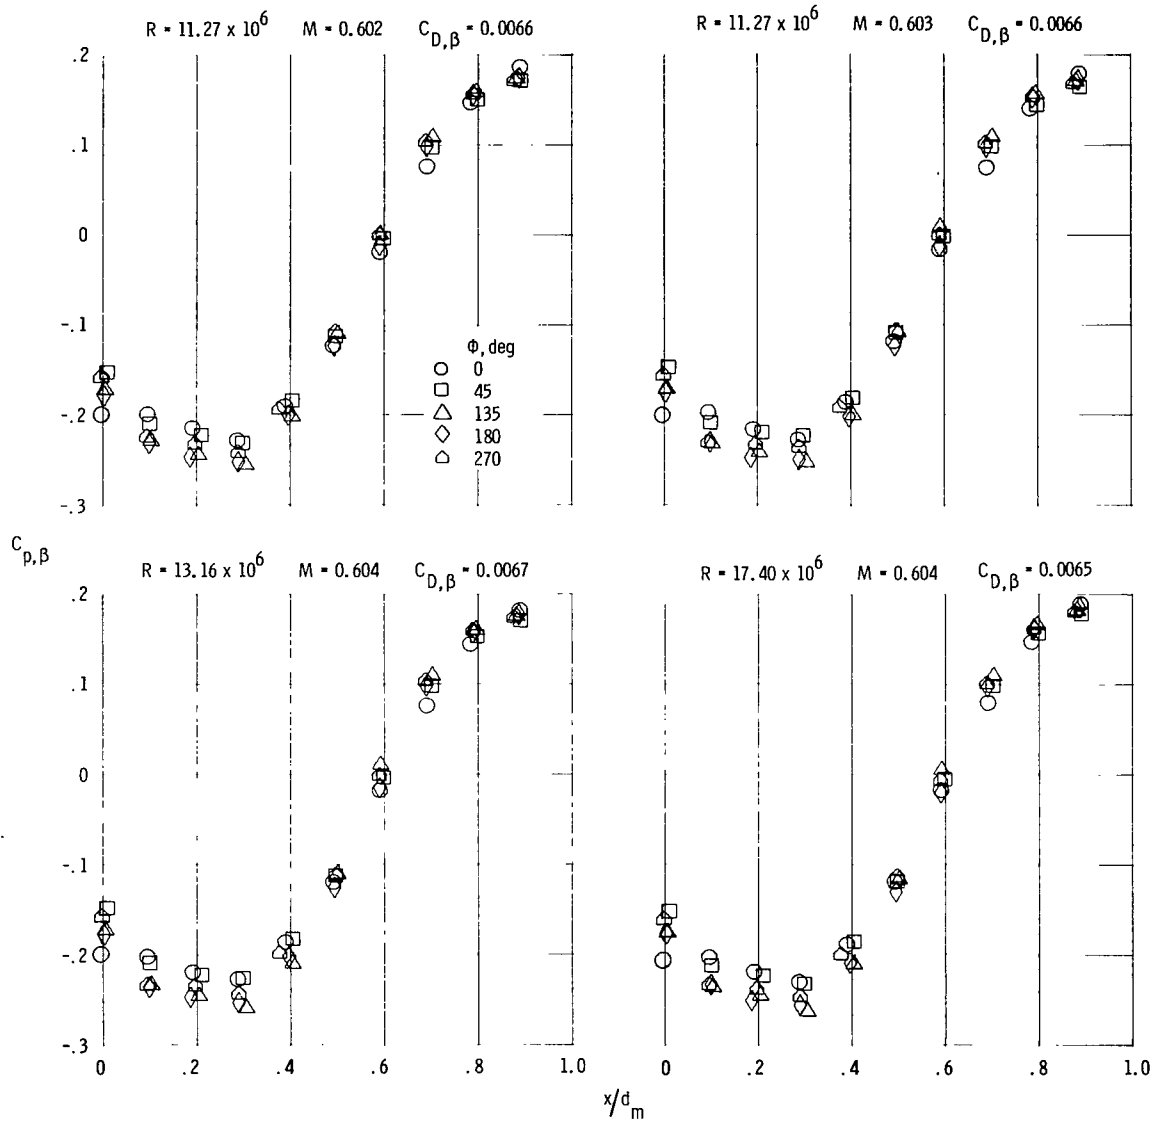 R = 11.27 x 10^6 M = 0.602 C_D,β = 0.0066
R = 11.27 x 10^6 M = 0.603 C_D,β = 0.0066
.2
.1
0
-.1
-.2
-.3
Φ, deg
0
45
135
180
270
C_p,β
R = 13.16 x 10^6 M = 0.604 C_D,β = 0.0067
R = 17.40 x 10^6 M = 0.604 C_D,β = 0.0065
.2
.1
0
-.1
-.2
-.3
0 .2 .4 .6 .8 1.0
0 .2 .4 .6 .8 1.0
x/d_m